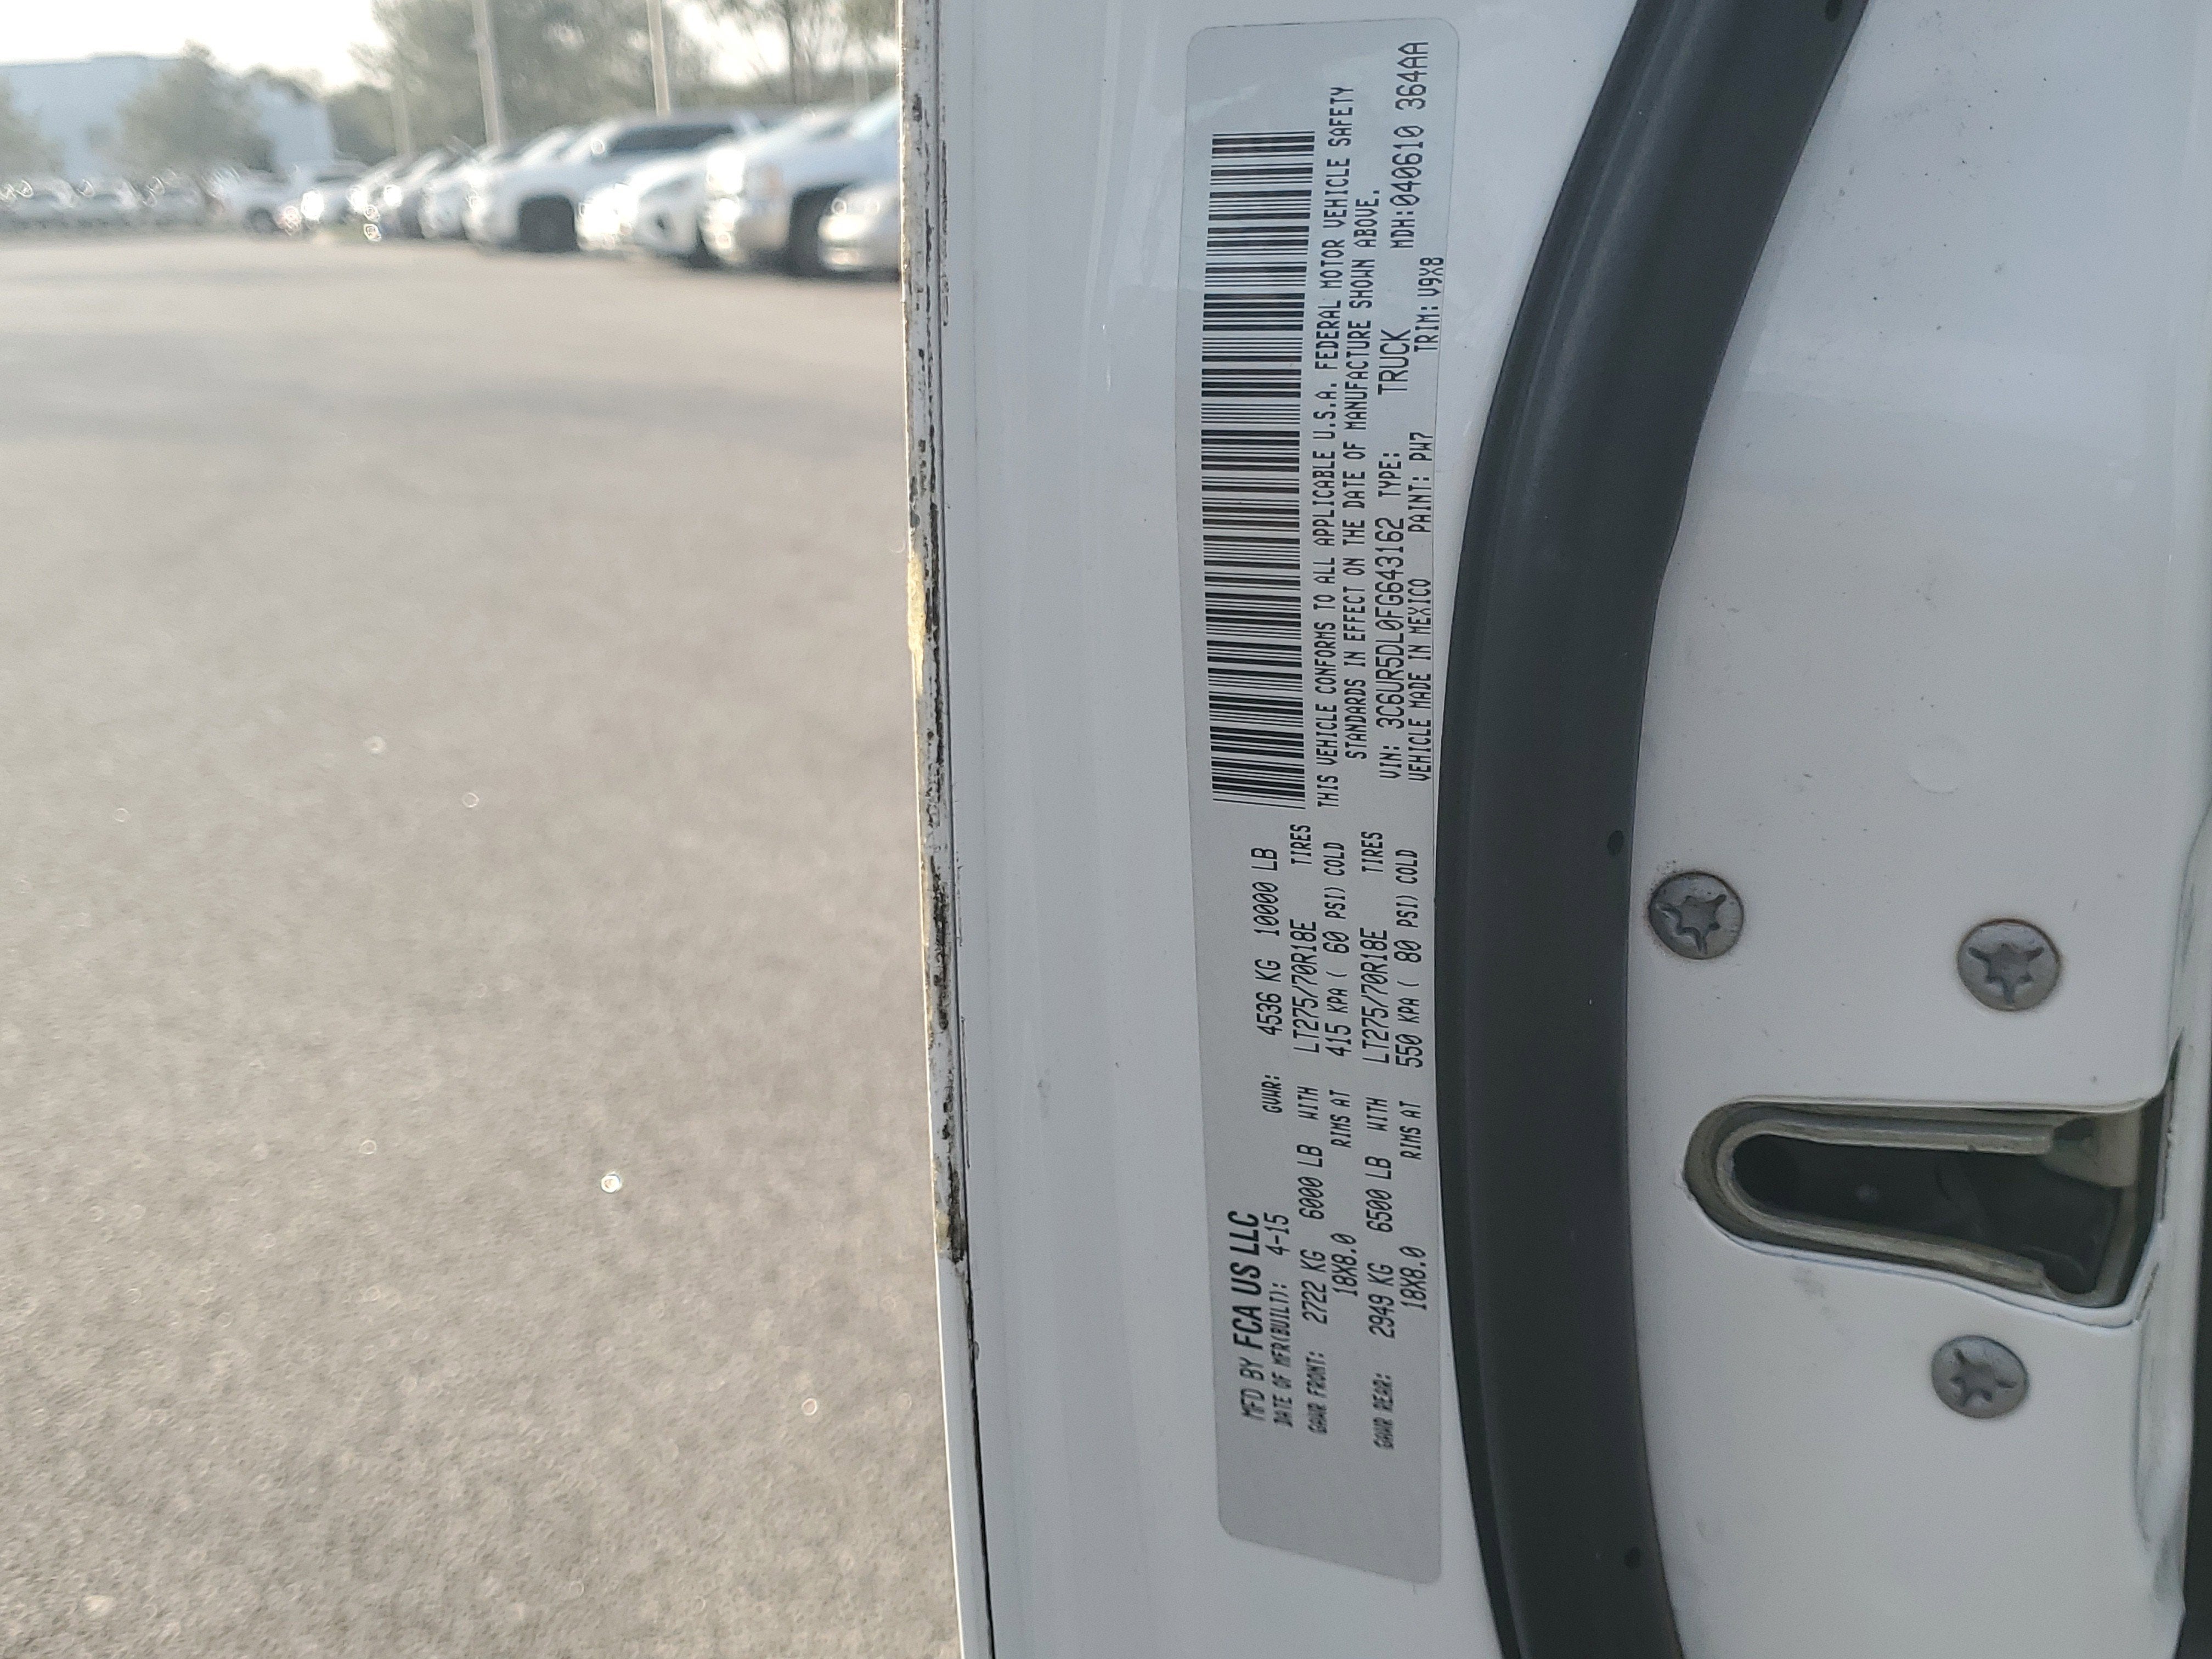 MFD BY FCA US LLC
DATE OF MFR(BUILT): 4-15 GVWR: 4536 KG 10000 LB
GAWR FRONT: 2722 KG 6000 LB WITH LT275/70R18E TIRES
18X8.0 RIMS AT 415 KPA ( 60 PSI) COLD
GAWR REAR: 2949 KG 6500 LB WITH LT275/70R18E TIRES
18X8.0 RIMS AT 550 KPA ( 80 PSI) COLD
THIS VEHICLE CONFORMS TO ALL APPLICABLE U.S.A. FEDERAL MOTOR VEHICLE SAFETY
STANDARDS IN EFFECT ON THE DATE OF MANUFACTURE SHOWN ABOVE.
VIN: 3C6UR5DL0FG643162 TYPE: TRUCK MDH:040610 364AA
VEHICLE MADE IN MEXICO PAINT: PW7 TRIM: V9X8